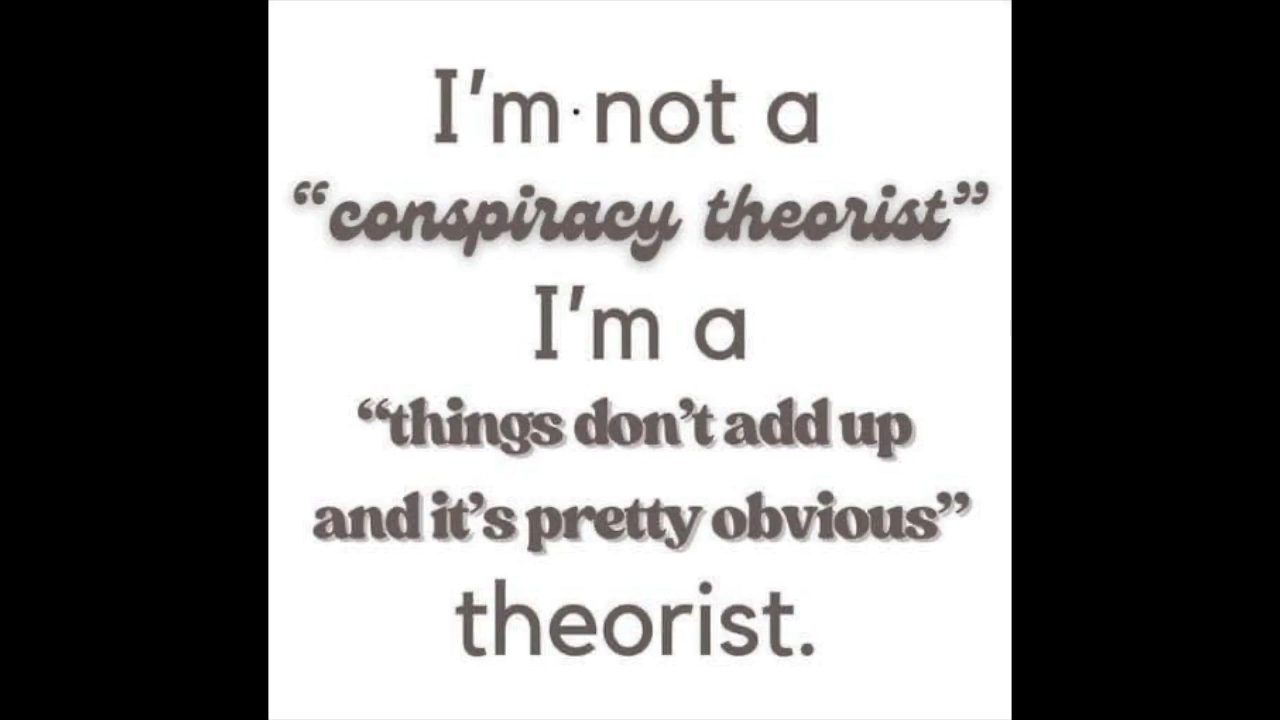 I'm not a
“conspiracy theorist”
I'm a
“things don't add up
and it's pretty obvious”
theorist.